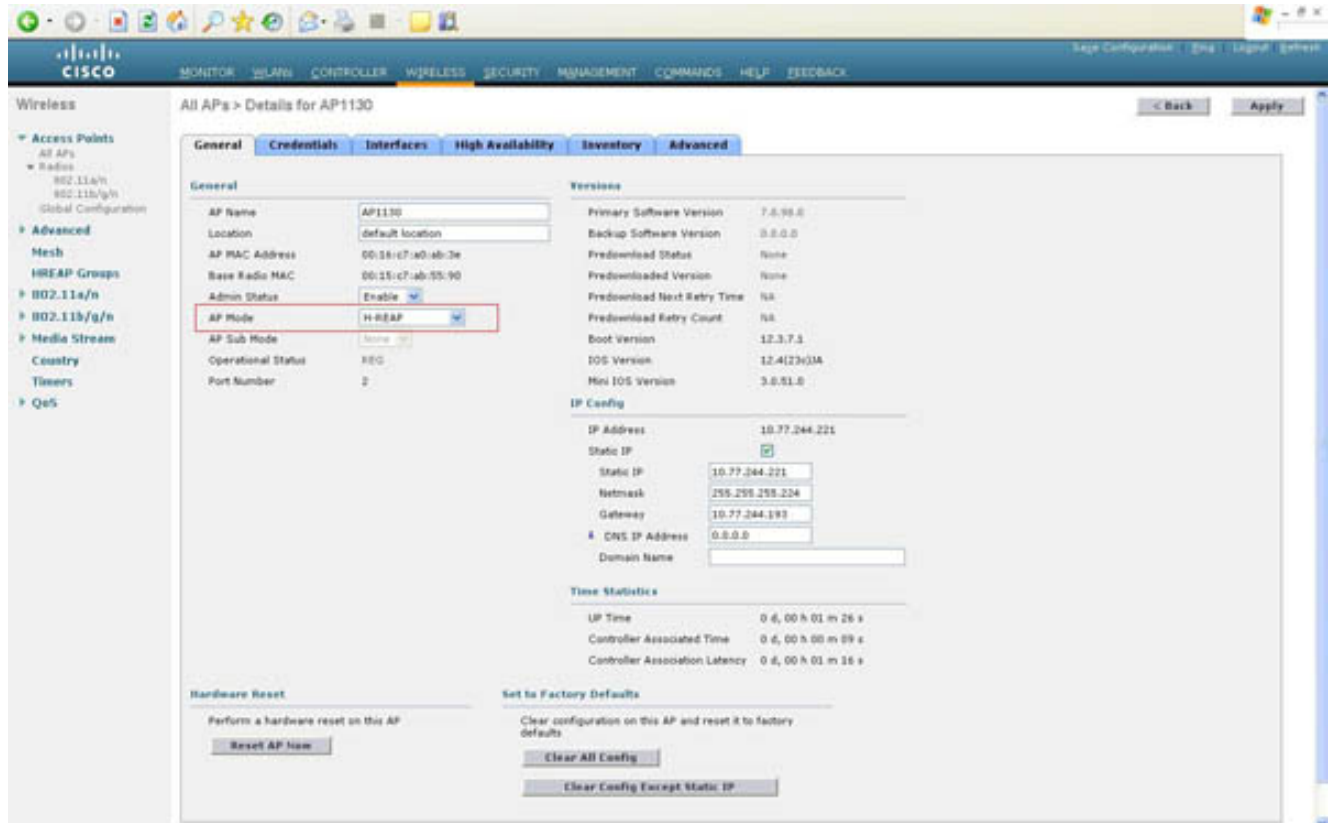 Save Configuration Ping Logout Refresh
CISCO
MONITOR WLANs CONTROLLER WIRELESS SECURITY MANAGEMENT COMMANDS HELP FEEDBACK
Wireless
Access Points
All APs
Radios
802.11a/n
802.11b/g/n
Global Configuration
Advanced
Mesh
HREAP Groups
802.11a/n
802.11b/g/n
Media Stream
Country
Timers
QoS
All APs > Details for AP1130
< Back
Apply
General Credentials Interfaces High Availability Inventory Advanced
General
AP Name AP1130
Location default location
AP MAC Address 00:16:c7:a0:ab:3e
Base Radio MAC 00:15:c7:ab:55:90
Admin Status Enable
AP Mode H-REAP
AP Sub Mode None
Operational Status REG
Port Number 2
Versions
Primary Software Version 7.0.98.0
Backup Software Version 0.0.0.0
Predownload Status None
Predownloaded Version None
Predownload Next Retry Time NA
Predownload Retry Count NA
Boot Version 12.3.7.1
IOS Version 12.4(23c)JA
Mini IOS Version 3.0.51.0
IP Config
IP Address 10.77.244.221
Static IP
Static IP 10.77.244.221
Netmask 255.255.255.224
Gateway 10.77.244.193
DNS IP Address 0.0.0.0
Domain Name
Time Statistics
UP Time 0 d, 00 h 01 m 26 s
Controller Associated Time 0 d, 00 h 00 m 09 s
Controller Association Latency 0 d, 00 h 01 m 16 s
Hardware Reset
Perform a hardware reset on this AP
Reset AP Now
Set to Factory Defaults
Clear configuration on this AP and reset it to factory
defaults
Clear All Config
Clear Config Except Static IP